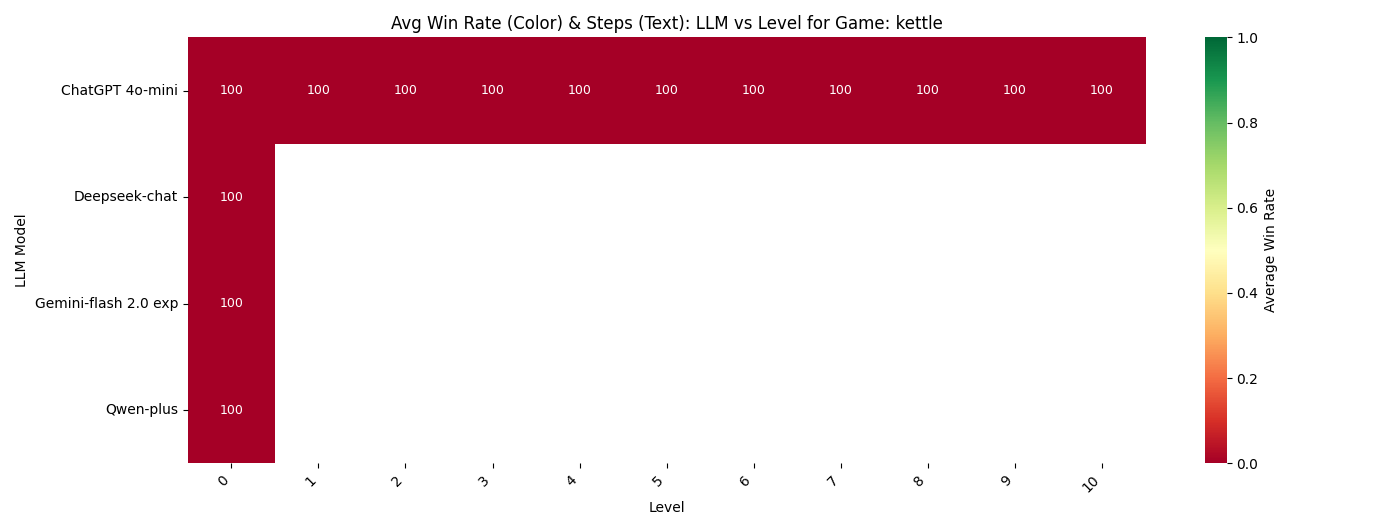 Avg Win Rate (Color) & Steps (Text): LLM vs Level for Game: kettle
LLM Model
ChatGPT 4o-mini
100 100 100 100 100 100 100 100 100 100 100
Deepseek-chat
100
Gemini-flash 2.0 exp
100
Qwen-plus
100
0 1 2 3 4 5 6 7 8 9 10
Level
1.0
0.8
0.6
0.4
0.2
0.0
Average Win Rate